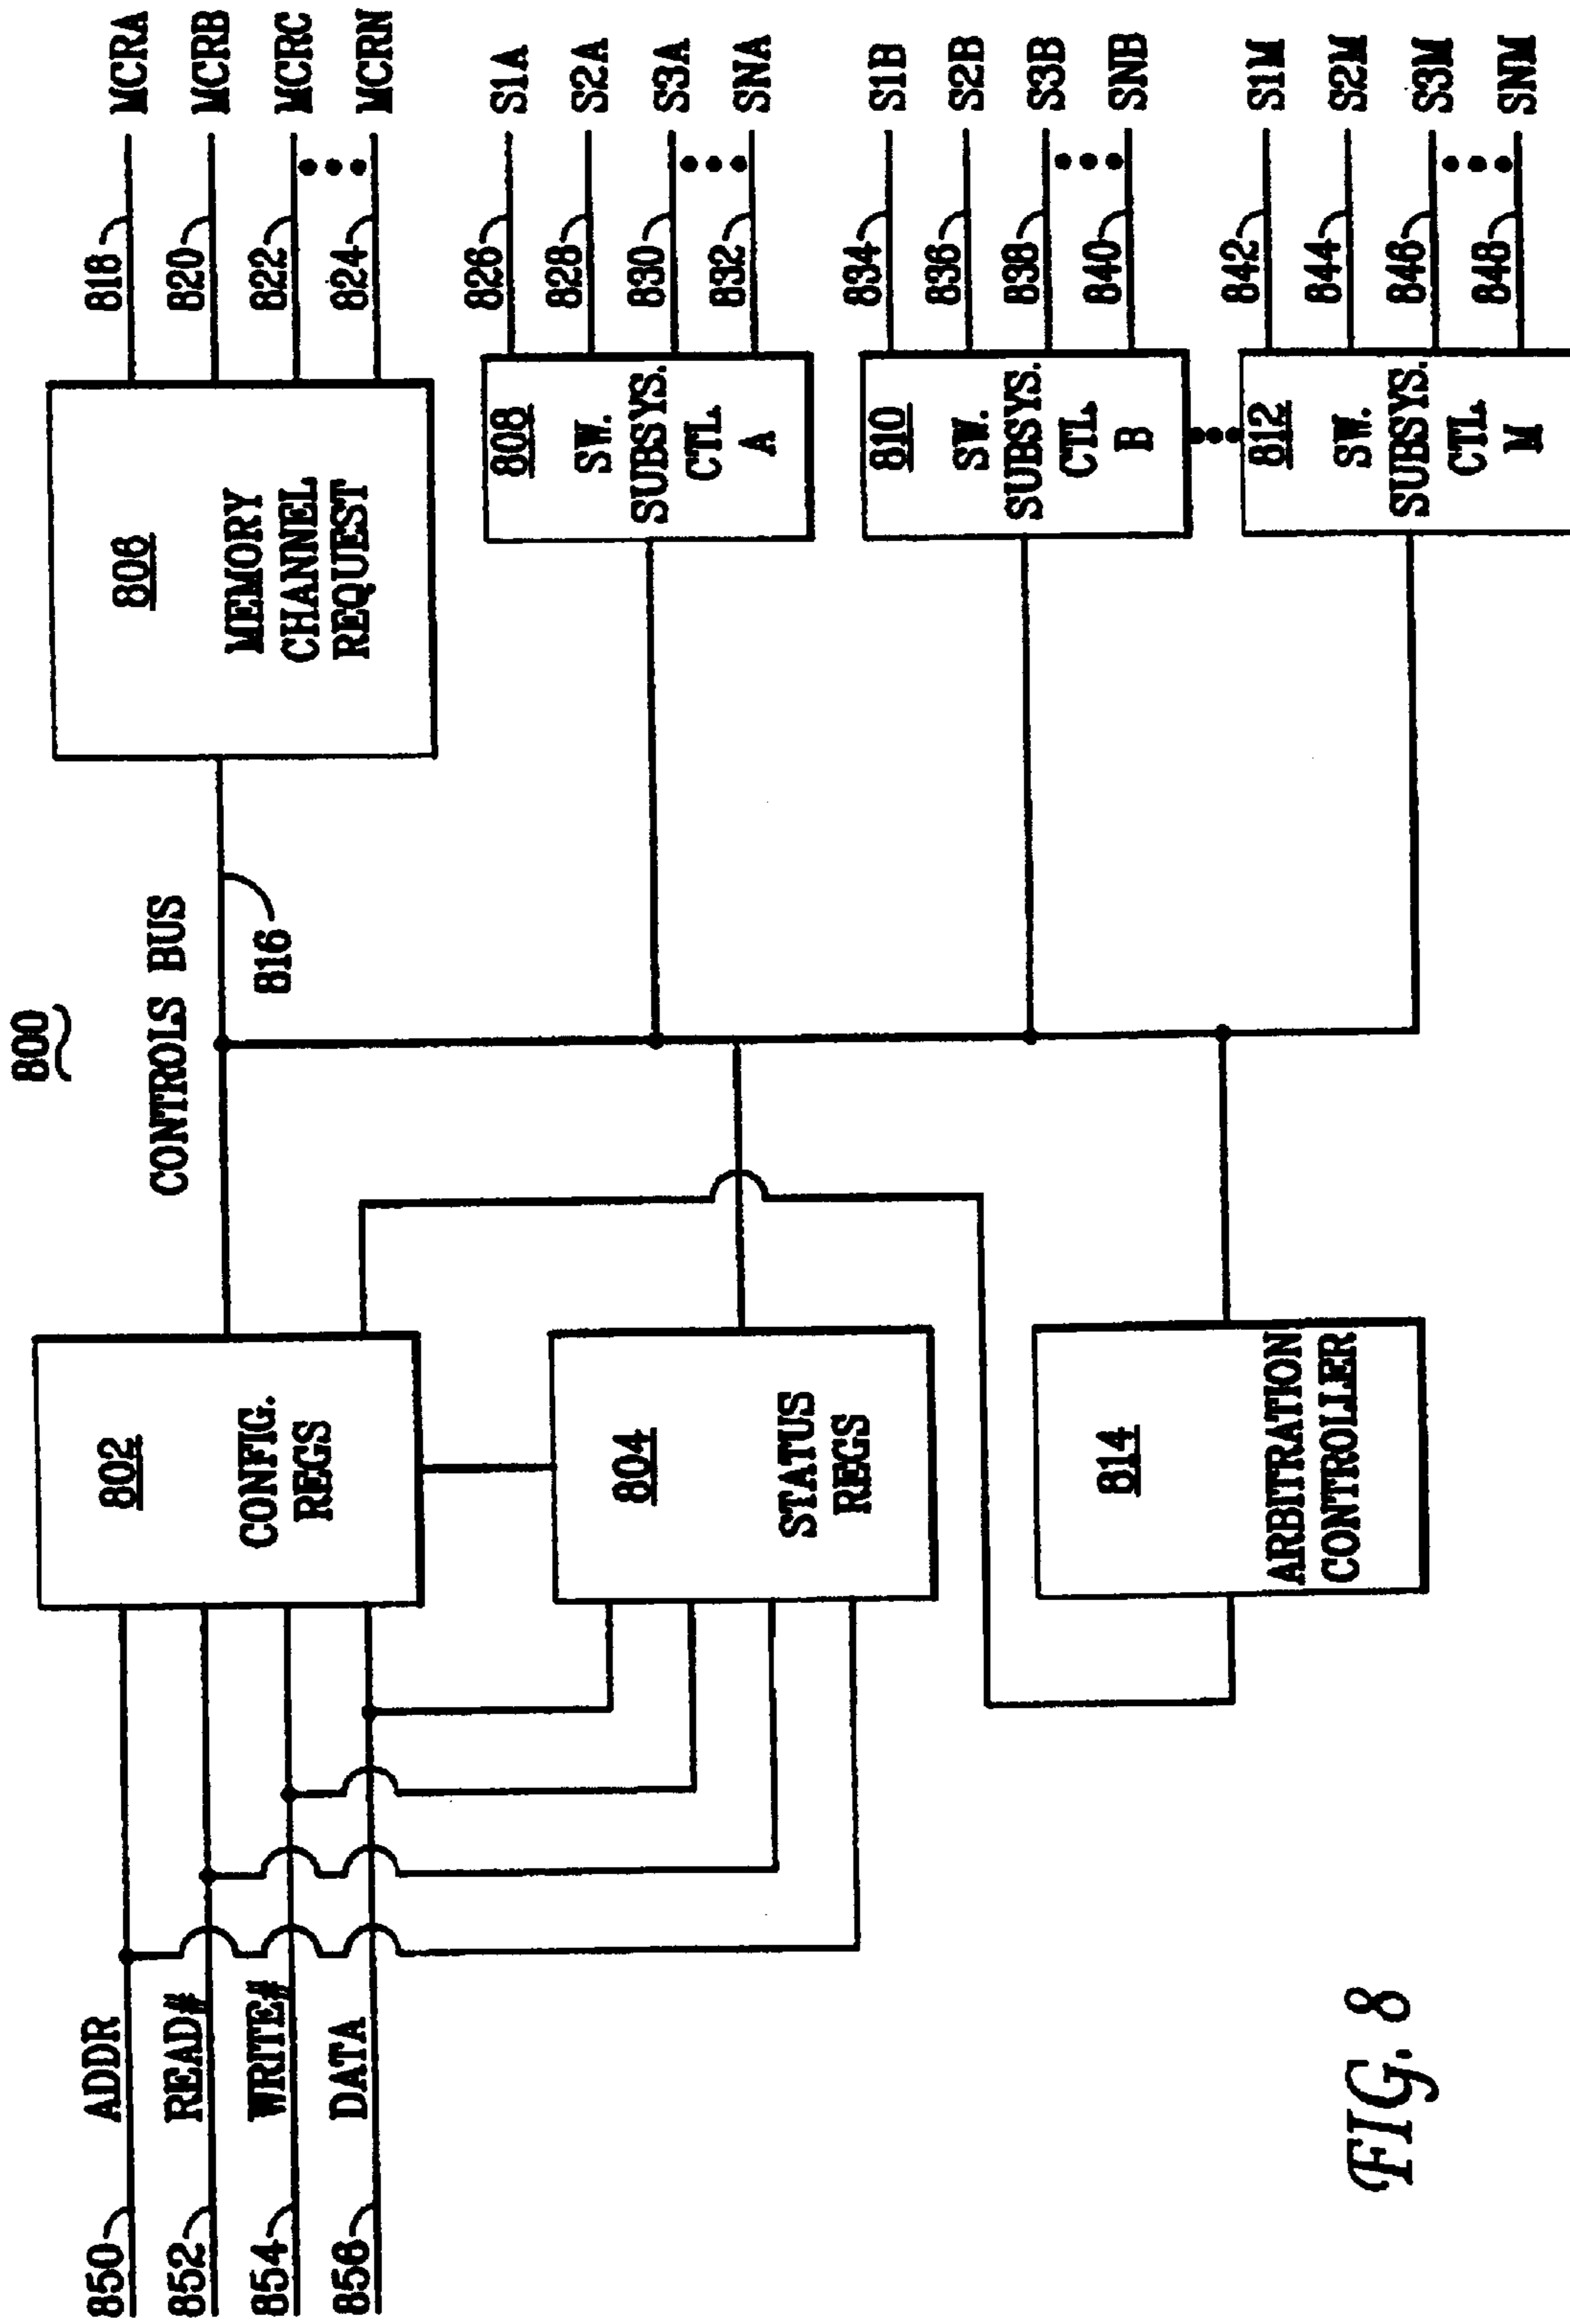 800
CONTROLS BUS
816
850
ADDR
852
READ#
854
WRITE#
856
DATA
802
CONFIG.
REGS
804
STATUS
REGS
814
ARBITRATION
CONTROLLER
806
MEMORY
CHANNEL
REQUEST
818
MCRA
820
MCRB
822
MCRC
824
MCRN
808
SW.
SUBSYS.
CTL
A
826
S1A
828
S2A
830
S3A
832
SNA
810
SW.
SUBSYS.
CTL
B
834
S1B
836
S2B
838
S3B
840
SNB
812
SW.
SUBSYS.
CTL
M
842
S1M
844
S2M
846
S3M
848
SNM
FIG. 8